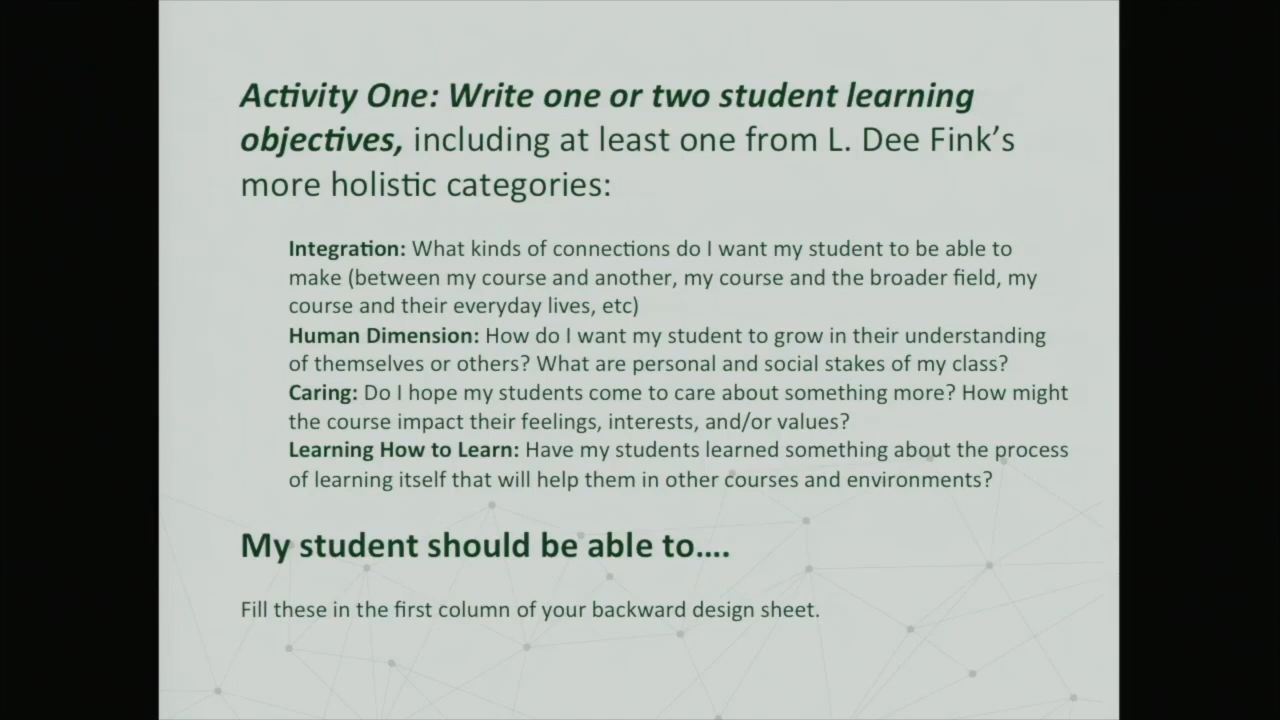 Activity One: Write one or two student learning
objectives, including at least one from L. Dee Fink’s
more holistic categories:
Integration: What kinds of connections do I want my student to be able to
make (between my course and another, my course and the broader field, my
course and their everyday lives, etc)
Human Dimension: How do I want my student to grow in their understanding
of themselves or others? What are personal and social stakes of my class?
Caring: Do I hope my students come to care about something more? How might
the course impact their feelings, interests, and/or values?
Learning How to Learn: Have my students learned something about the process
of learning itself that will help them in other courses and environments?
My student should be able to....
Fill these in the first column of your backward design sheet.